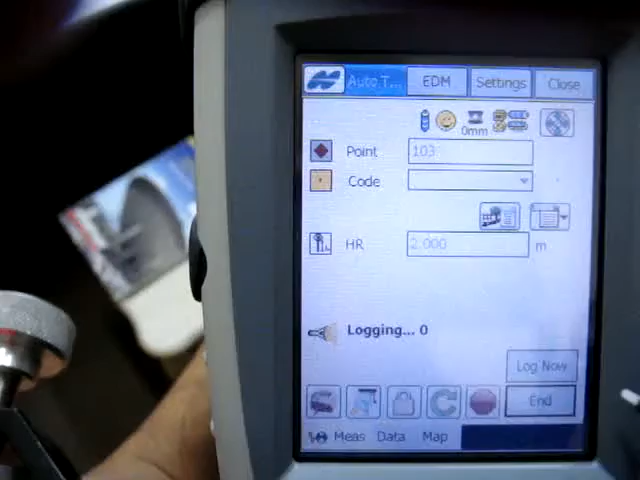 Auto T... EDM Settings Close
0mm
Point 103
Code
HR 2.000 m
Logging... 0
Log Now
End
Meas Data Map